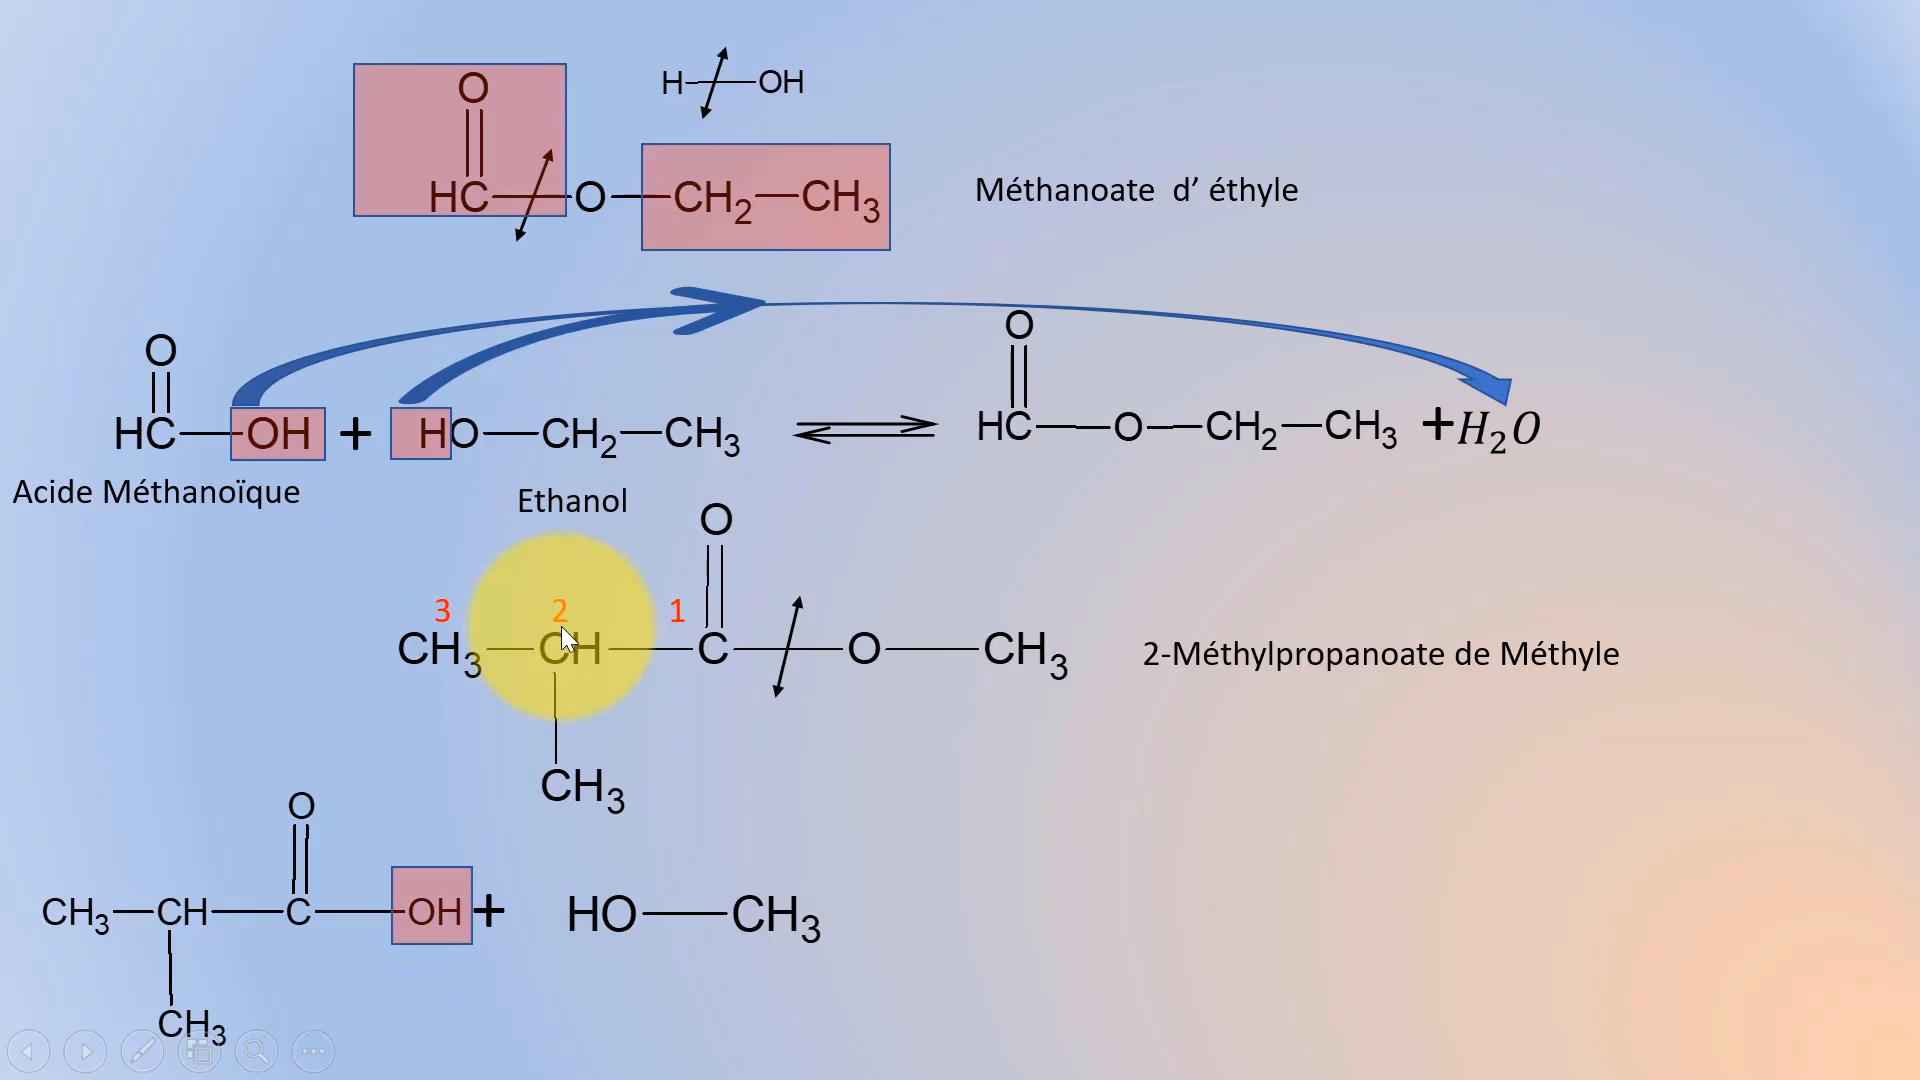 O
H—OH
HC—O—CH₂—CH₃
Méthanoate d’ éthyle
O
O
HC—OH + HO—CH₂—CH₃ ⇌ HC—O—CH₂—CH₃ +H₂O
Acide Méthanoïque
Ethanol
O
3 2 1
CH₃—CH—C—O—CH₃
2-Méthylpropanoate de Méthyle
CH₃
O
CH₃—CH—C—OH + HO—CH₃
CH₃